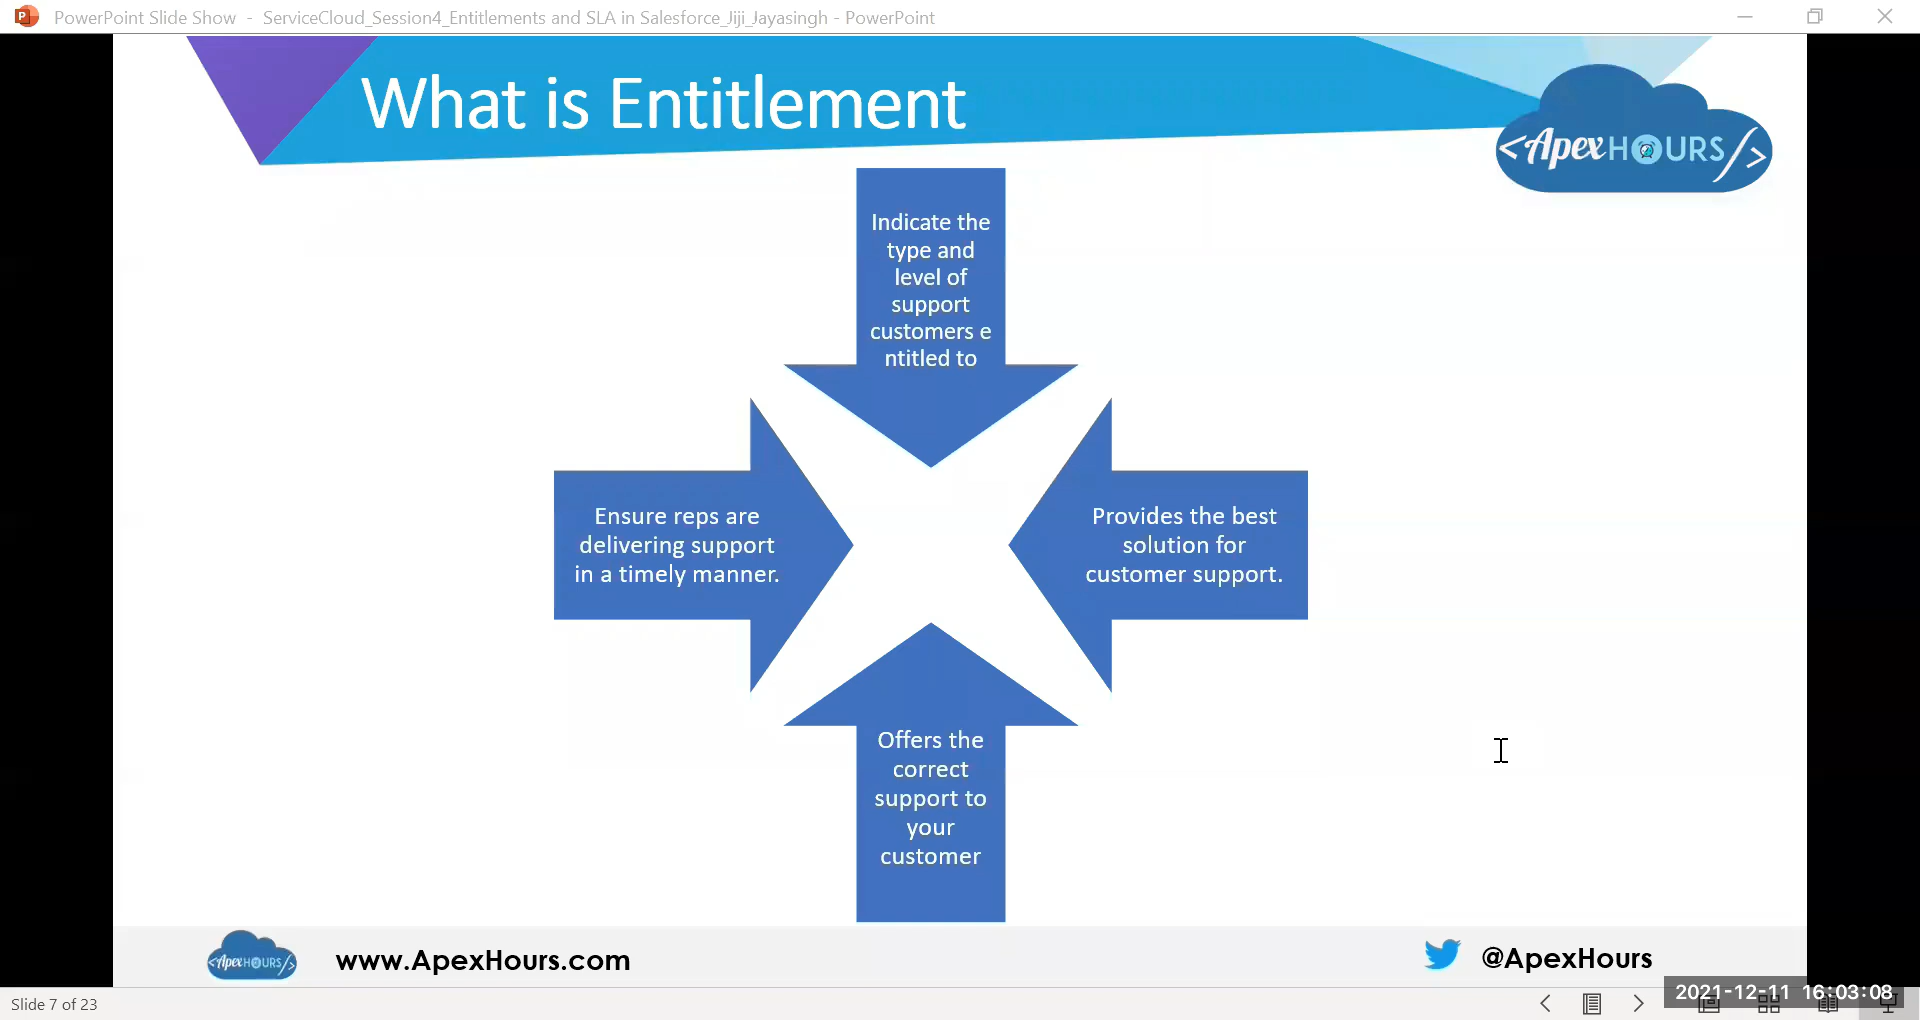 PowerPoint Slide Show - ServiceCloud_Session4_Entitlements and SLA in Salesforce_Jiji_Jayasingh - PowerPoint
What is Entitlement
<ApexHOURS/>
Indicate the
type and
level of
support
customers e
ntitled to
Ensure reps are
delivering support
in a timely manner.
Provides the best
solution for
customer support.
Offers the
correct
support to
your
customer
<ApexHOURS/>
www.ApexHours.com
@ApexHours
2021-12-11 16:03:08
Slide 7 of 23